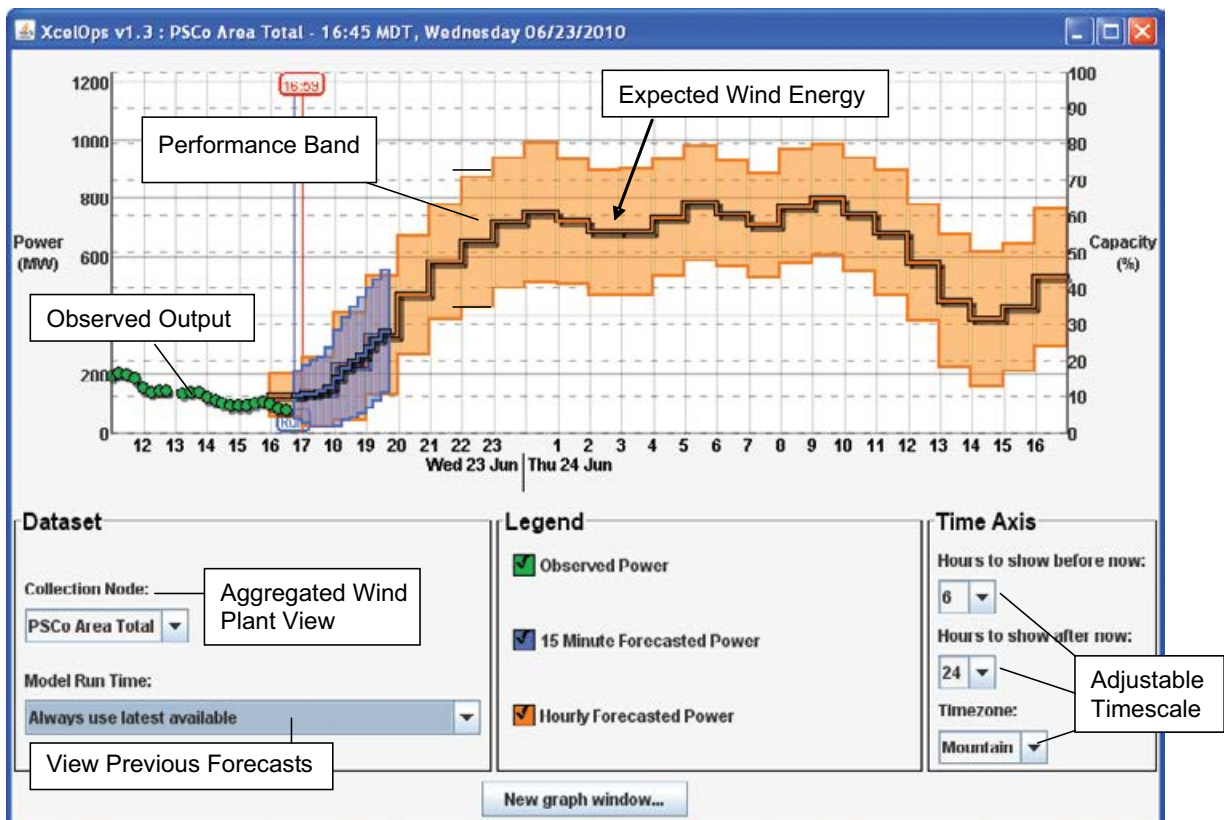 XcelOps v1.3 : PSCo Area Total - 16:45 MDT, Wednesday 06/23/2010
1200
1000
800
600
400
200
0
Power
(MW)
16:59
Performance Band
Expected Wind Energy
Observed Output
Run
100
90
80
70
60
50
40
30
20
10
0
Capacity
(%)
12 13 14 15 16 17 18 19 20 21 22 23 1 2 3 4 5 6 7 8 9 10 11 12 13 14 15 16
Wed 23 Jun Thu 24 Jun
Dataset
Collection Node:
PSCo Area Total
Aggregated Wind
Plant View
Model Run Time:
Always use latest available
View Previous Forecasts
Legend
Observed Power
15 Minute Forecasted Power
Hourly Forecasted Power
Time Axis
Hours to show before now:
6
Hours to show after now:
24
Timezone:
Mountain
Adjustable
Timescale
New graph window...